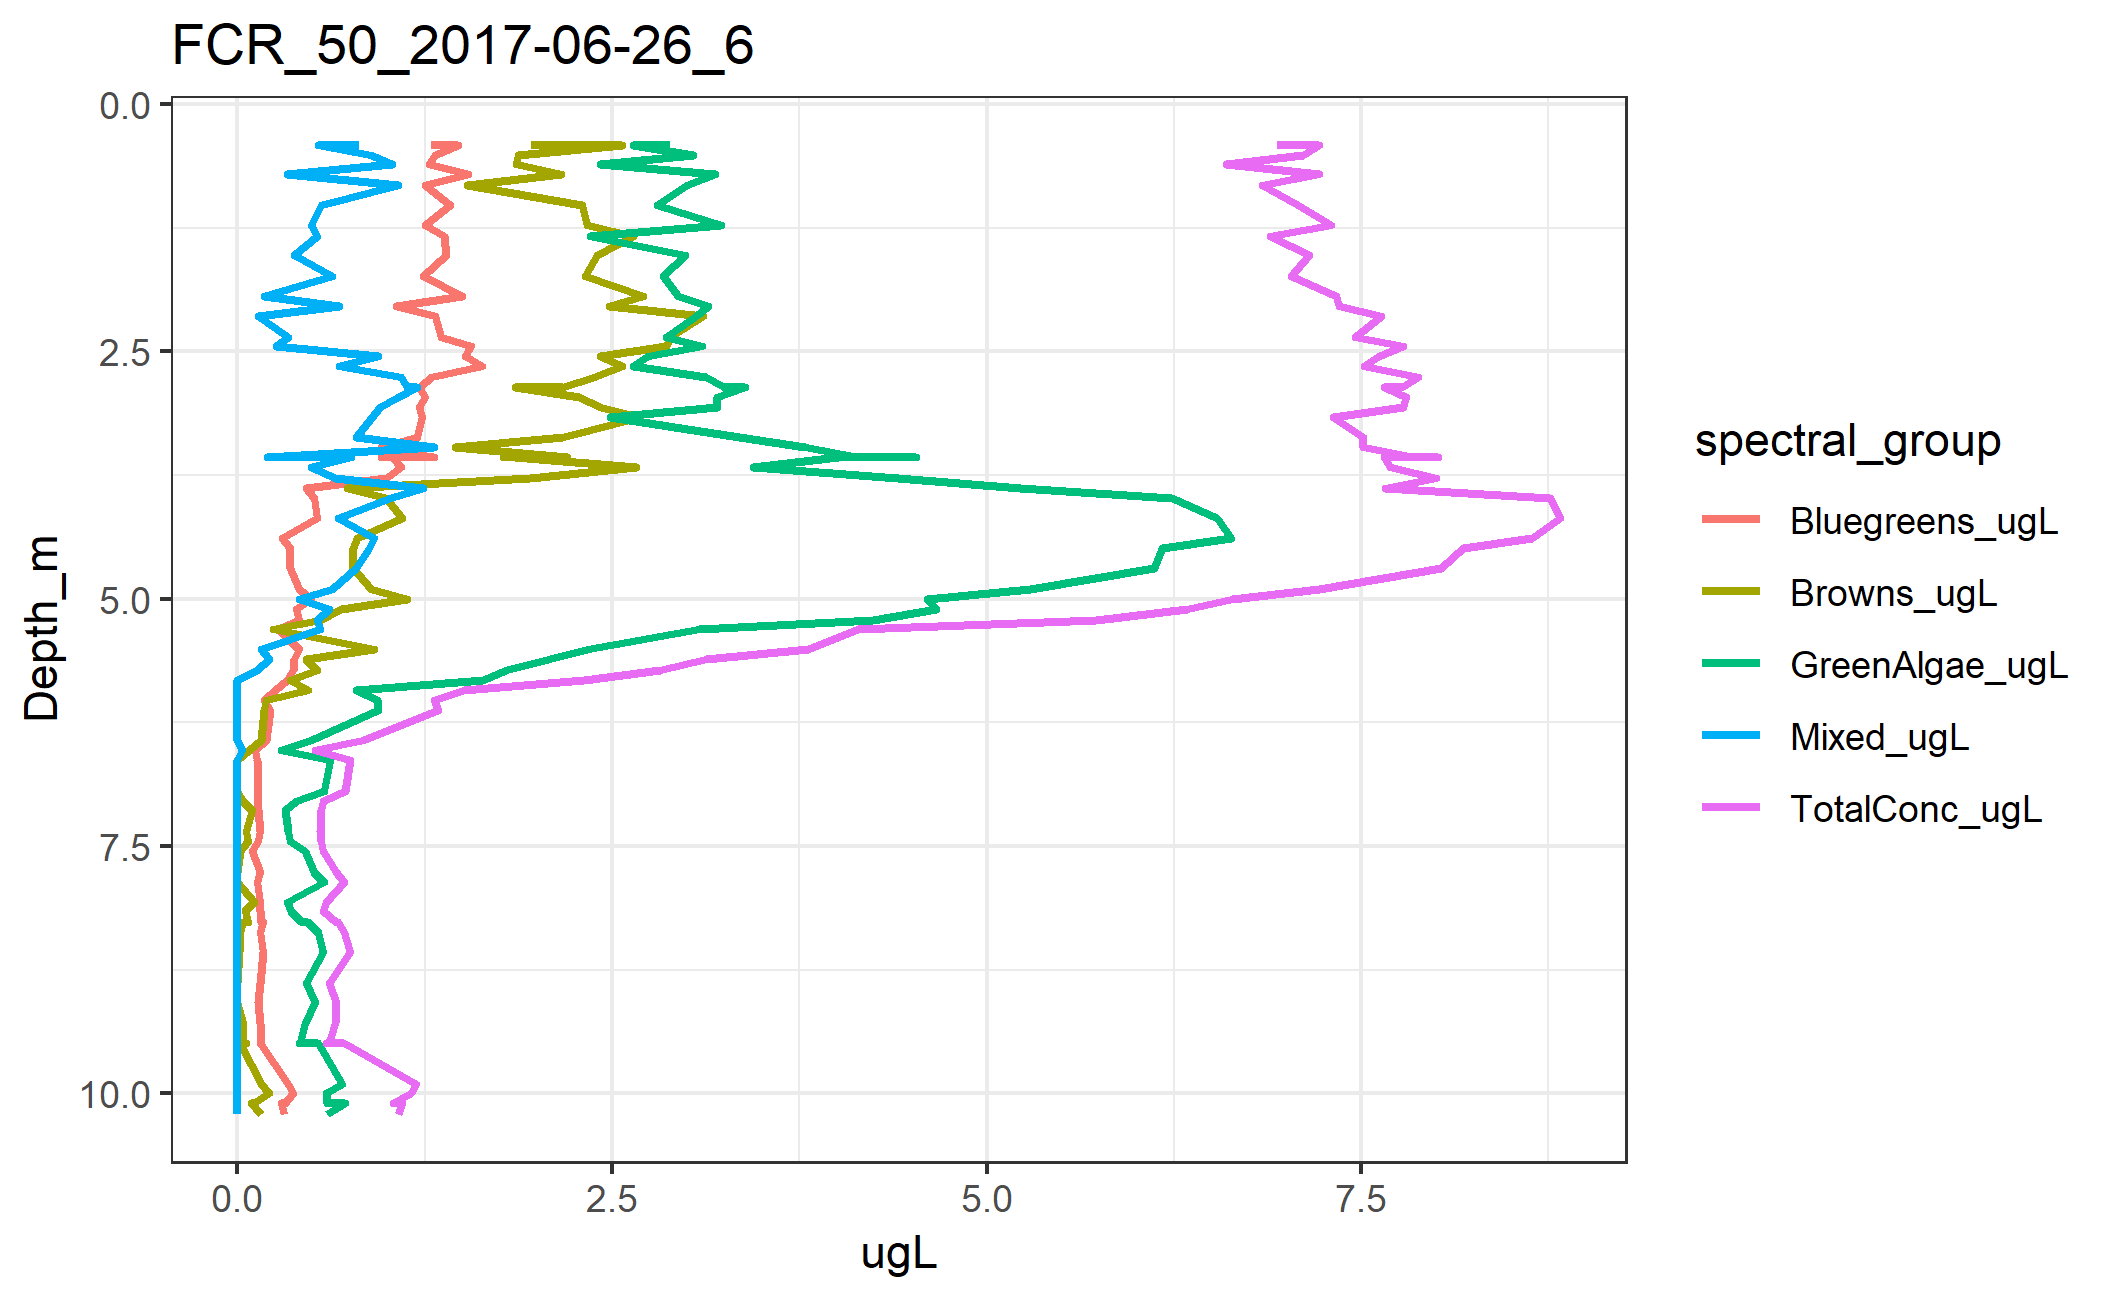 FCR_50_2017-06-26_6
0.0
2.5
5.0
7.5
10.0
Depth_m
0.0 2.5 5.0 7.5
ugL
spectral_group
Bluegreens_ugL
Browns_ugL
GreenAlgae_ugL
Mixed_ugL
TotalConc_ugL